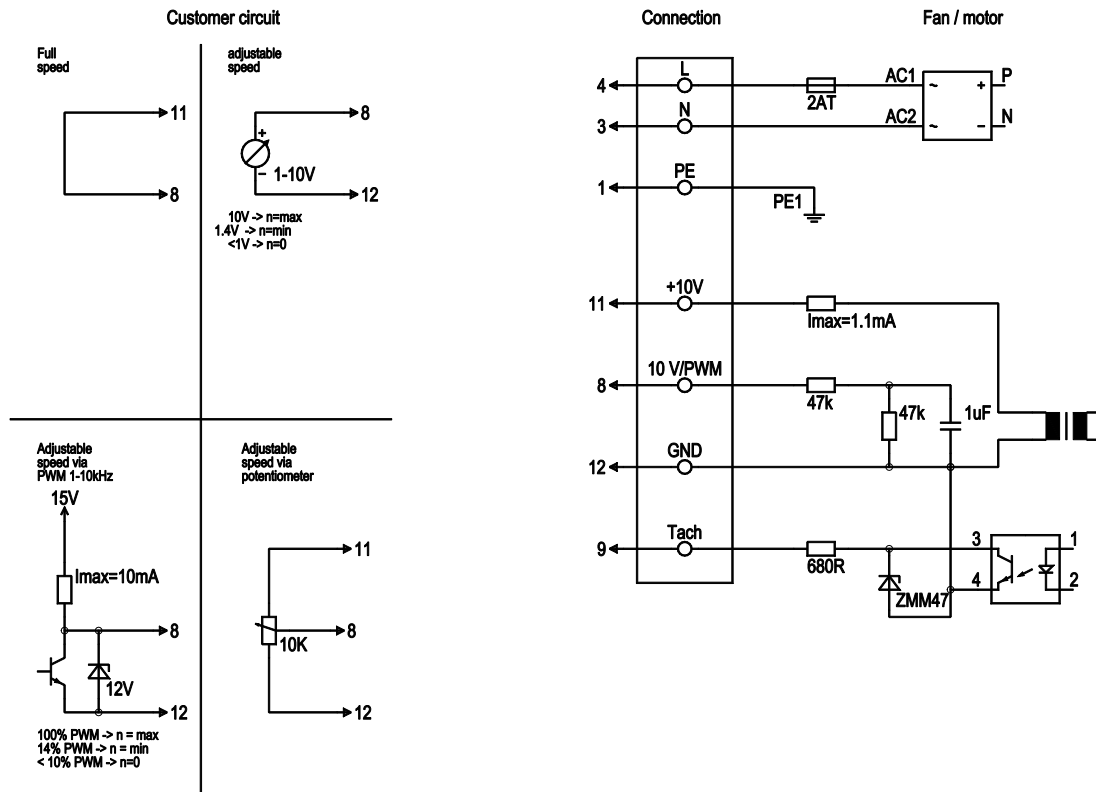 Customer circuit
Connection
Fan / motor
Full
speed
11
8
adjustable
speed
8
+
1-10V
−
12
10V -> n=max
1.4V -> n=min
<1V -> n=0
Adjustable
speed via
PWM 1-10kHz
15V
Imax=10mA
8
12V
12
100% PWM -> n = max
14% PWM -> n = min
< 10% PWM -> n=0
Adjustable
speed via
potentiometer
11
8
10K
12
4
L
2AT
AC1
~
+
P
3
N
AC2
~
−
N
1
PE
PE1
11
+10V
Imax=1.1mA
8
10 V/PWM
47k
47k
1uF
12
GND
9
Tach
680R
ZMM47
3
4
1
2